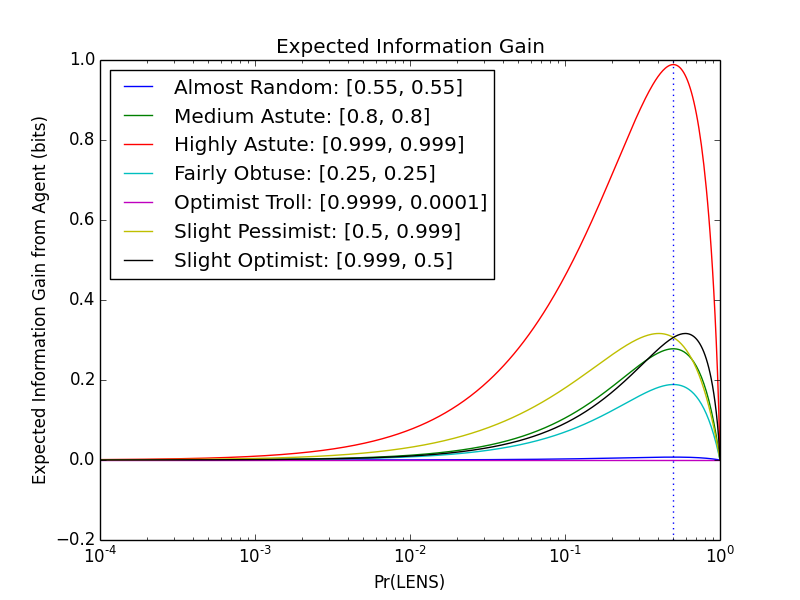 Expected Information Gain
1.0
0.8
0.6
0.4
0.2
0.0
−0.2
Expected Information Gain from Agent (bits)
Almost Random: [0.55, 0.55]
Medium Astute: [0.8, 0.8]
Highly Astute: [0.999, 0.999]
Fairly Obtuse: [0.25, 0.25]
Optimist Troll: [0.9999, 0.0001]
Slight Pessimist: [0.5, 0.999]
Slight Optimist: [0.999, 0.5]
10⁻⁴ 10⁻³ 10⁻² 10⁻¹ 10⁰
Pr(LENS)